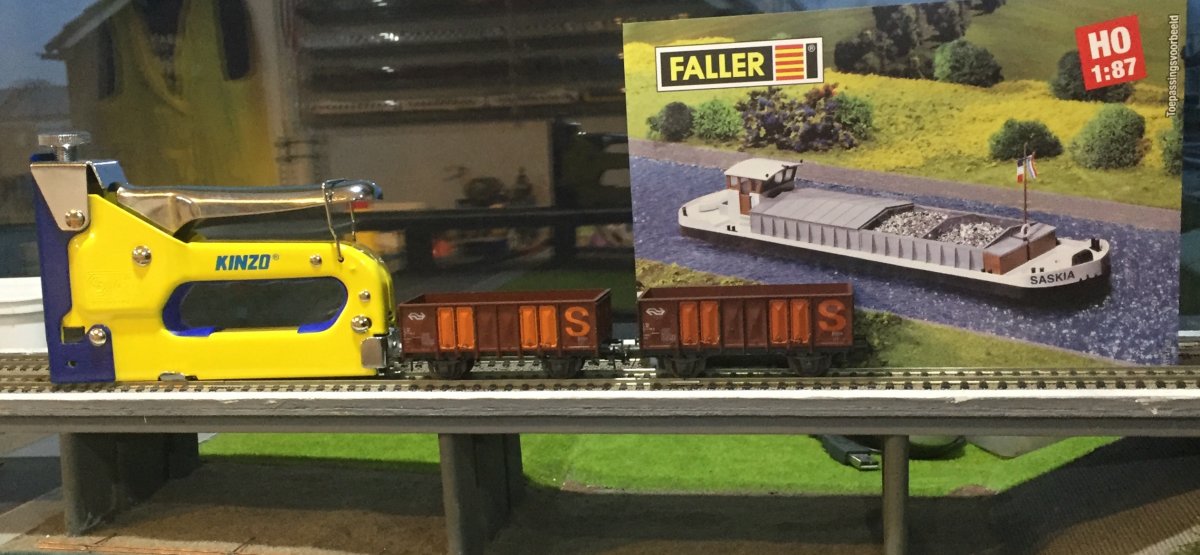 KINZO®
FALLER®
HO
1:87
Toepassingsvoorbeeld
SASKIA
S
S